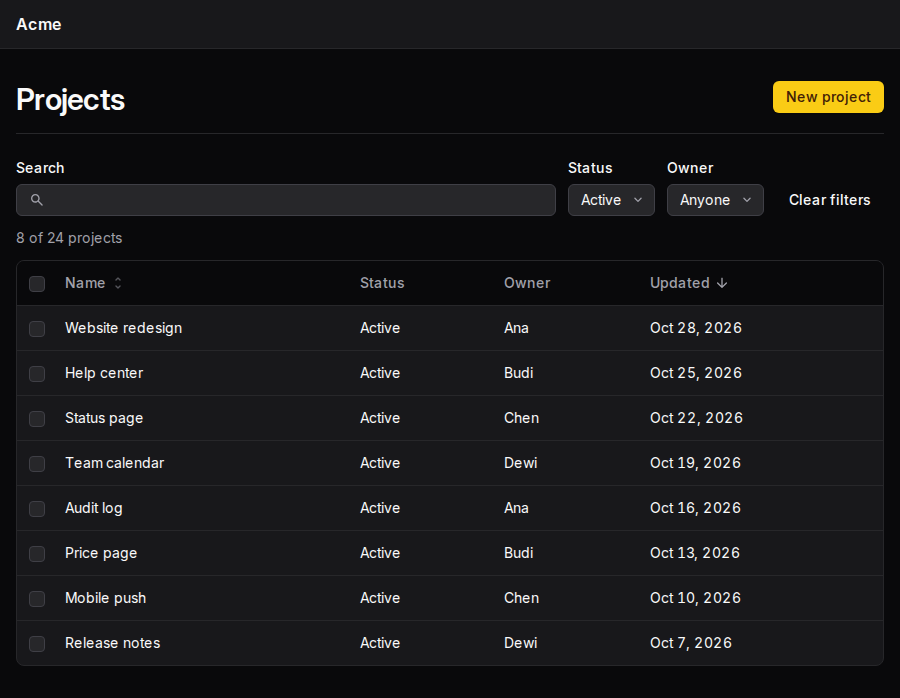 Acme
Projects
New project
Search
Status
Owner
Active
Anyone
Clear filters
8 of 24 projects
Name Status Owner Updated
Website redesign Active Ana Oct 28, 2026
Help center Active Budi Oct 25, 2026
Status page Active Chen Oct 22, 2026
Team calendar Active Dewi Oct 19, 2026
Audit log Active Ana Oct 16, 2026
Price page Active Budi Oct 13, 2026
Mobile push Active Chen Oct 10, 2026
Release notes Active Dewi Oct 7, 2026